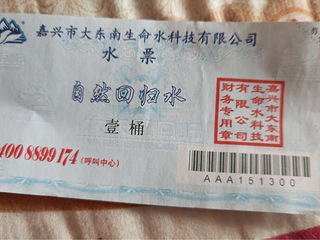 嘉兴市大东南生命水科技有限公司
水票
自然回归水
壹桶
嘉兴市大东南
生命水科技
有限公司
财务专用章
400 8899174 (呼叫中心)
AAA151300